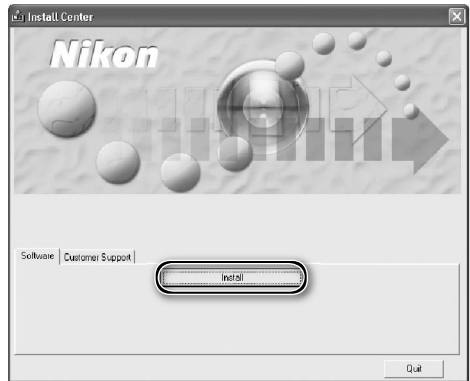 Install Center
Nikon
Software
Customer Support
Install
Quit